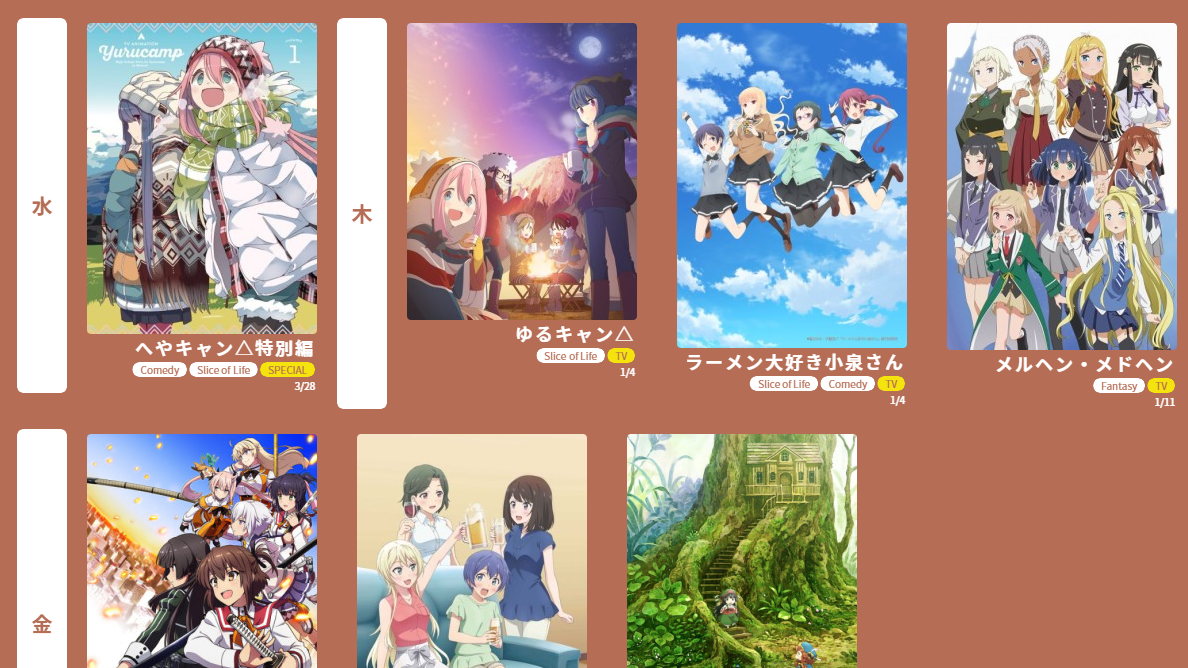 水
Yurucamp
1
へやキャン△特別編
Comedy Slice of Life SPECIAL
3/28
木
ゆるキャン△
Slice of Life TV
1/4
ラーメン大好き小泉さん
Slice of Life Comedy TV
1/4
メルヘン・メドヘン
Fantasy TV
1/11
金